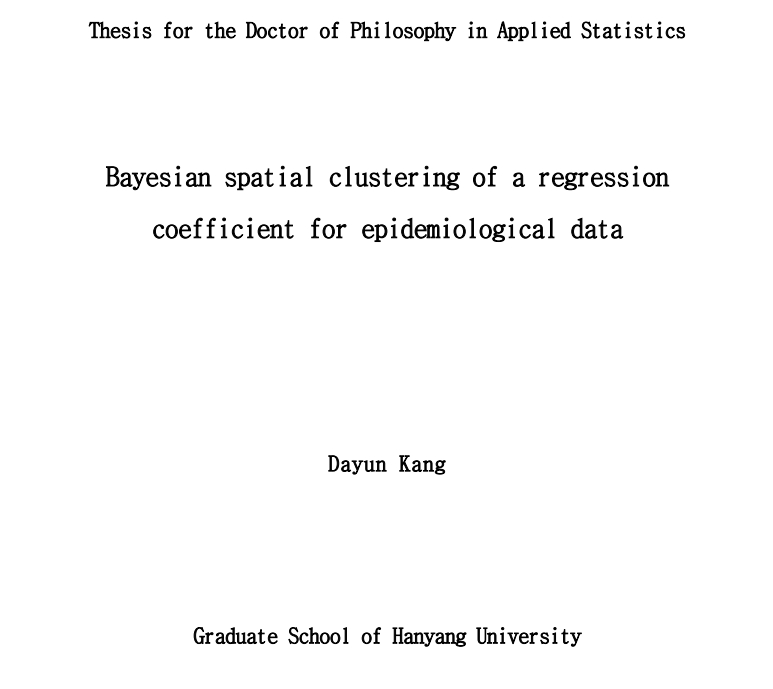 Thesis for the Doctor of Philosophy in Applied Statistics
Bayesian spatial clustering of a regression
coefficient for epidemiological data
Dayun Kang
Graduate School of Hanyang University